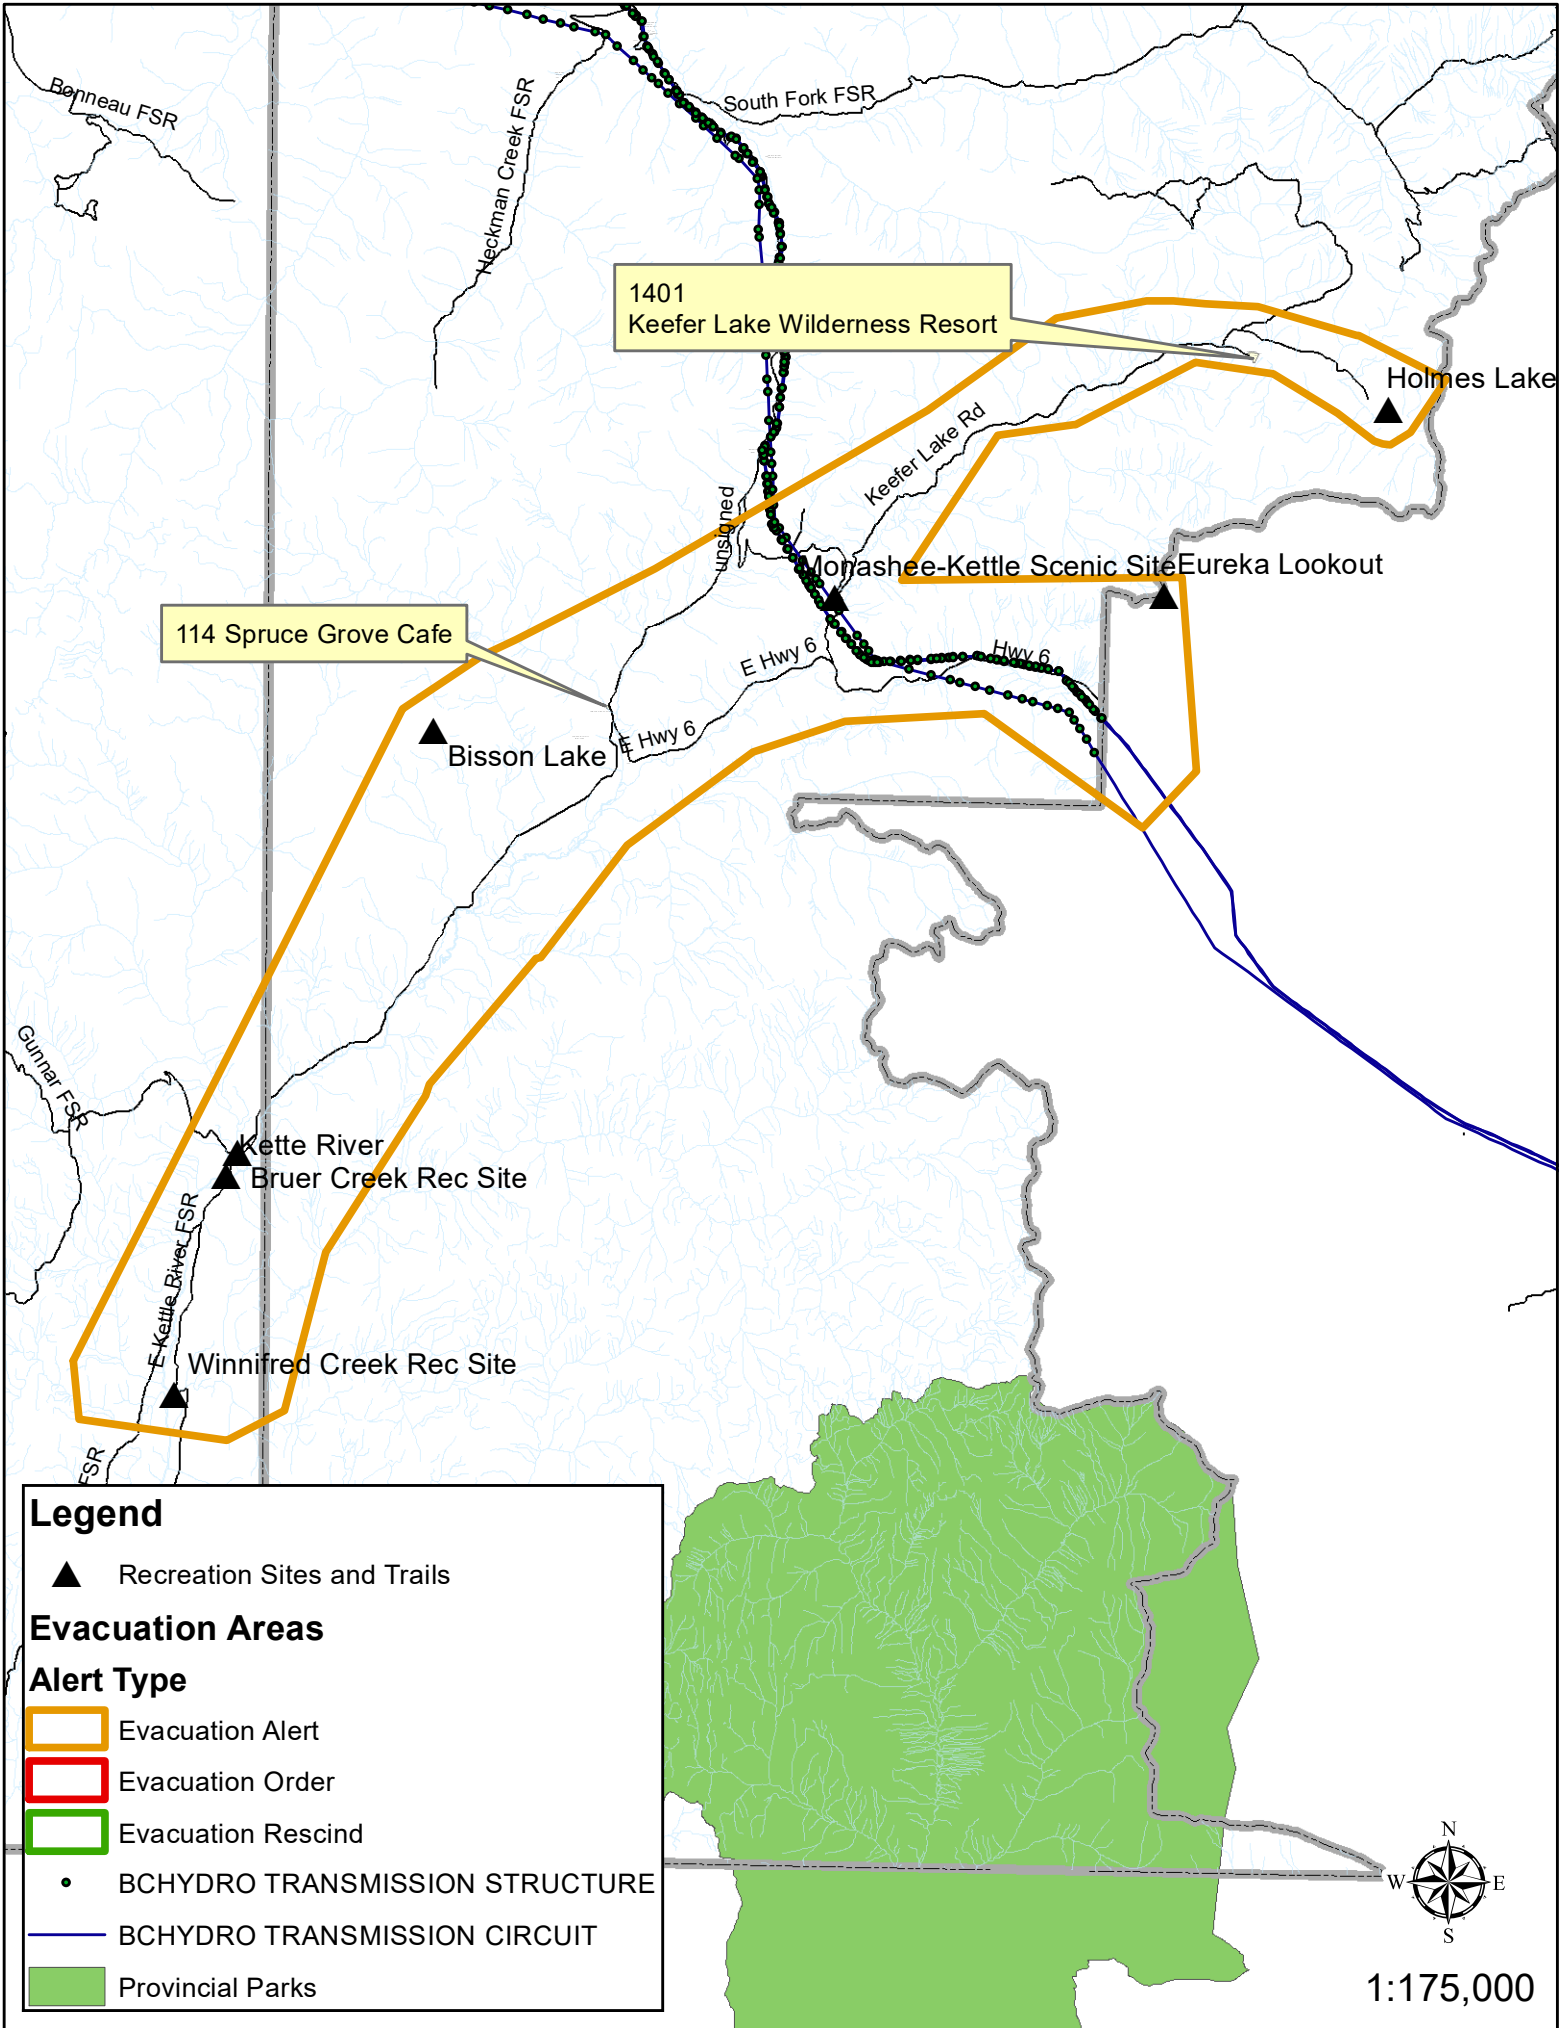 Bonneau FSR
Heckman Creek FSR
South Fork FSR
1401
Keefer Lake Wilderness Resort
Holmes Lake
Keefer Lake Rd
unsigned
Monashee-Kettle Scenic Site
Eureka Lookout
114 Spruce Grove Cafe
E Hwy 6
Hwy 6
E Hwy 6
Bisson Lake
Gunnar FSR
Kette River
Bruer Creek Rec Site
E Kettle River FSR
Winnifred Creek Rec Site
FSR
Legend
Recreation Sites and Trails
Evacuation Areas
Alert Type
Evacuation Alert
Evacuation Order
Evacuation Rescind
BCHYDRO TRANSMISSION STRUCTURE
BCHYDRO TRANSMISSION CIRCUIT
Provincial Parks
N
W E
S
1:175,000